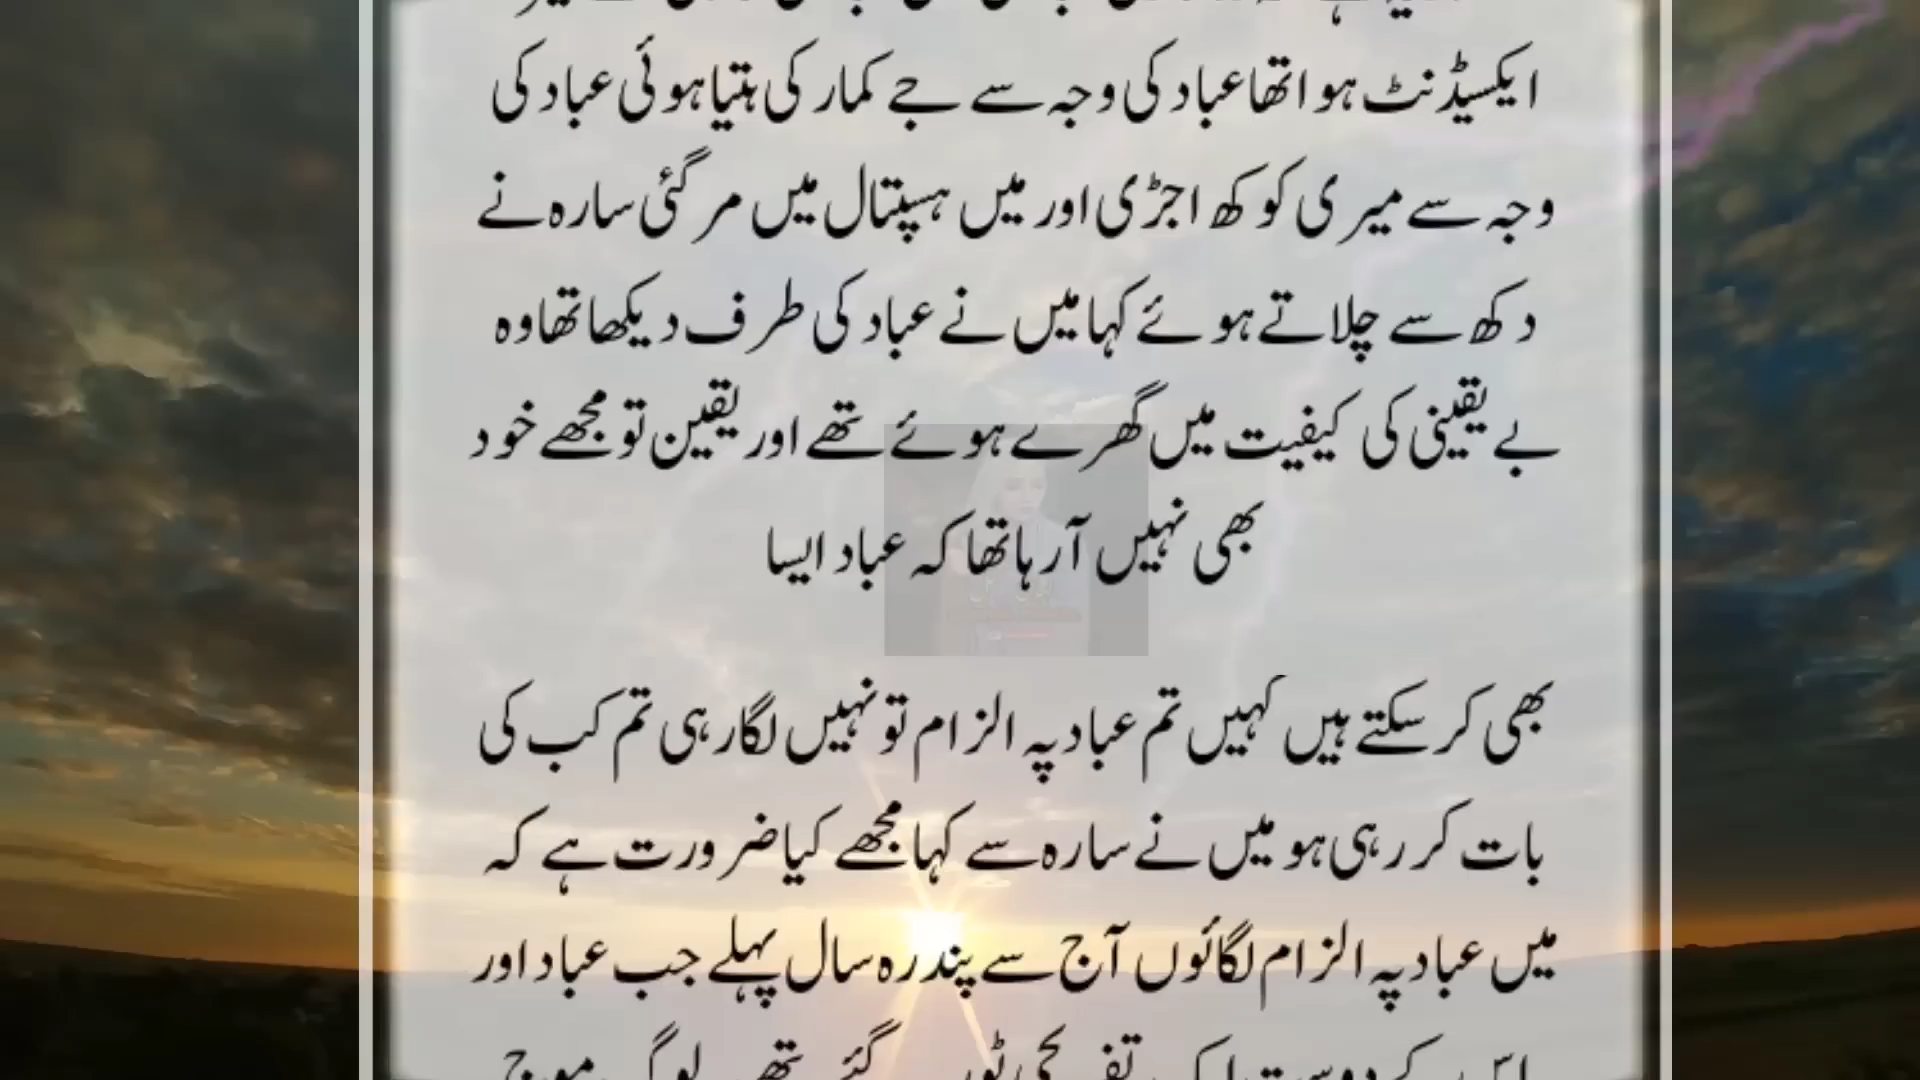 ایکسیڈنٹ ہوا تھا عباد کی وجہ سے جے کمار کی ہتیا ہوئی عباد کی
وجہ سے میری کوکھ اجڑی اور میں ہسپتال میں مر گئی سارہ نے
دکھ سے چلاتے ہوئے کہا میں نے عباد کی طرف دیکھا تھا وہ
بے یقینی کی کیفیت میں گھرے ہوئے تھے اور یقین تو مجھے خود
بھی نہیں آ رہا تھا کہ عباد ایسا
بھی کر سکتے ہیں کہیں تم عباد پہ الزام تو نہیں لگا رہی تم کب کی
بات کر رہی ہو میں نے سارہ سے کہا مجھے کیا ضرورت ہے کہ
میں عباد پہ الزام لگائوں آج سے پندرہ سال پہلے جب عباد اور